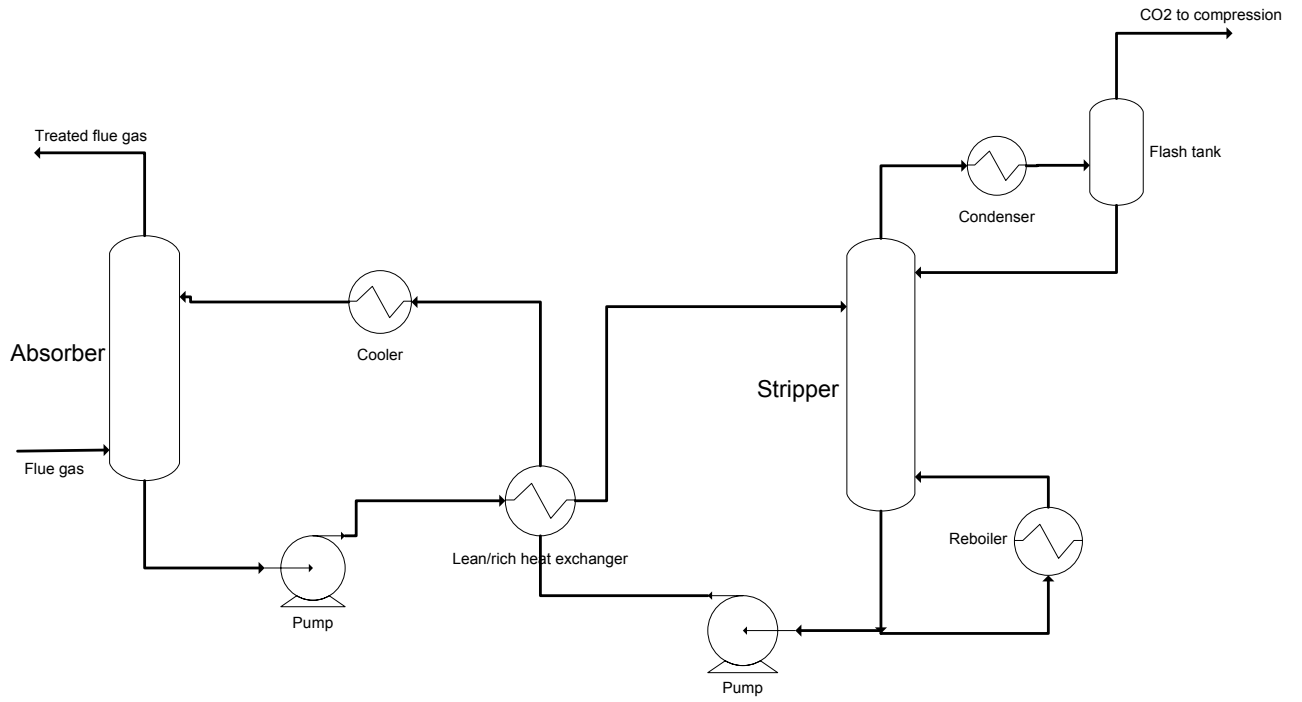 CO2 to compression
Treated flue gas
Flash tank
Condenser
Absorber
Cooler
Stripper
Flue gas
Lean/rich heat exchanger
Reboiler
Pump
Pump